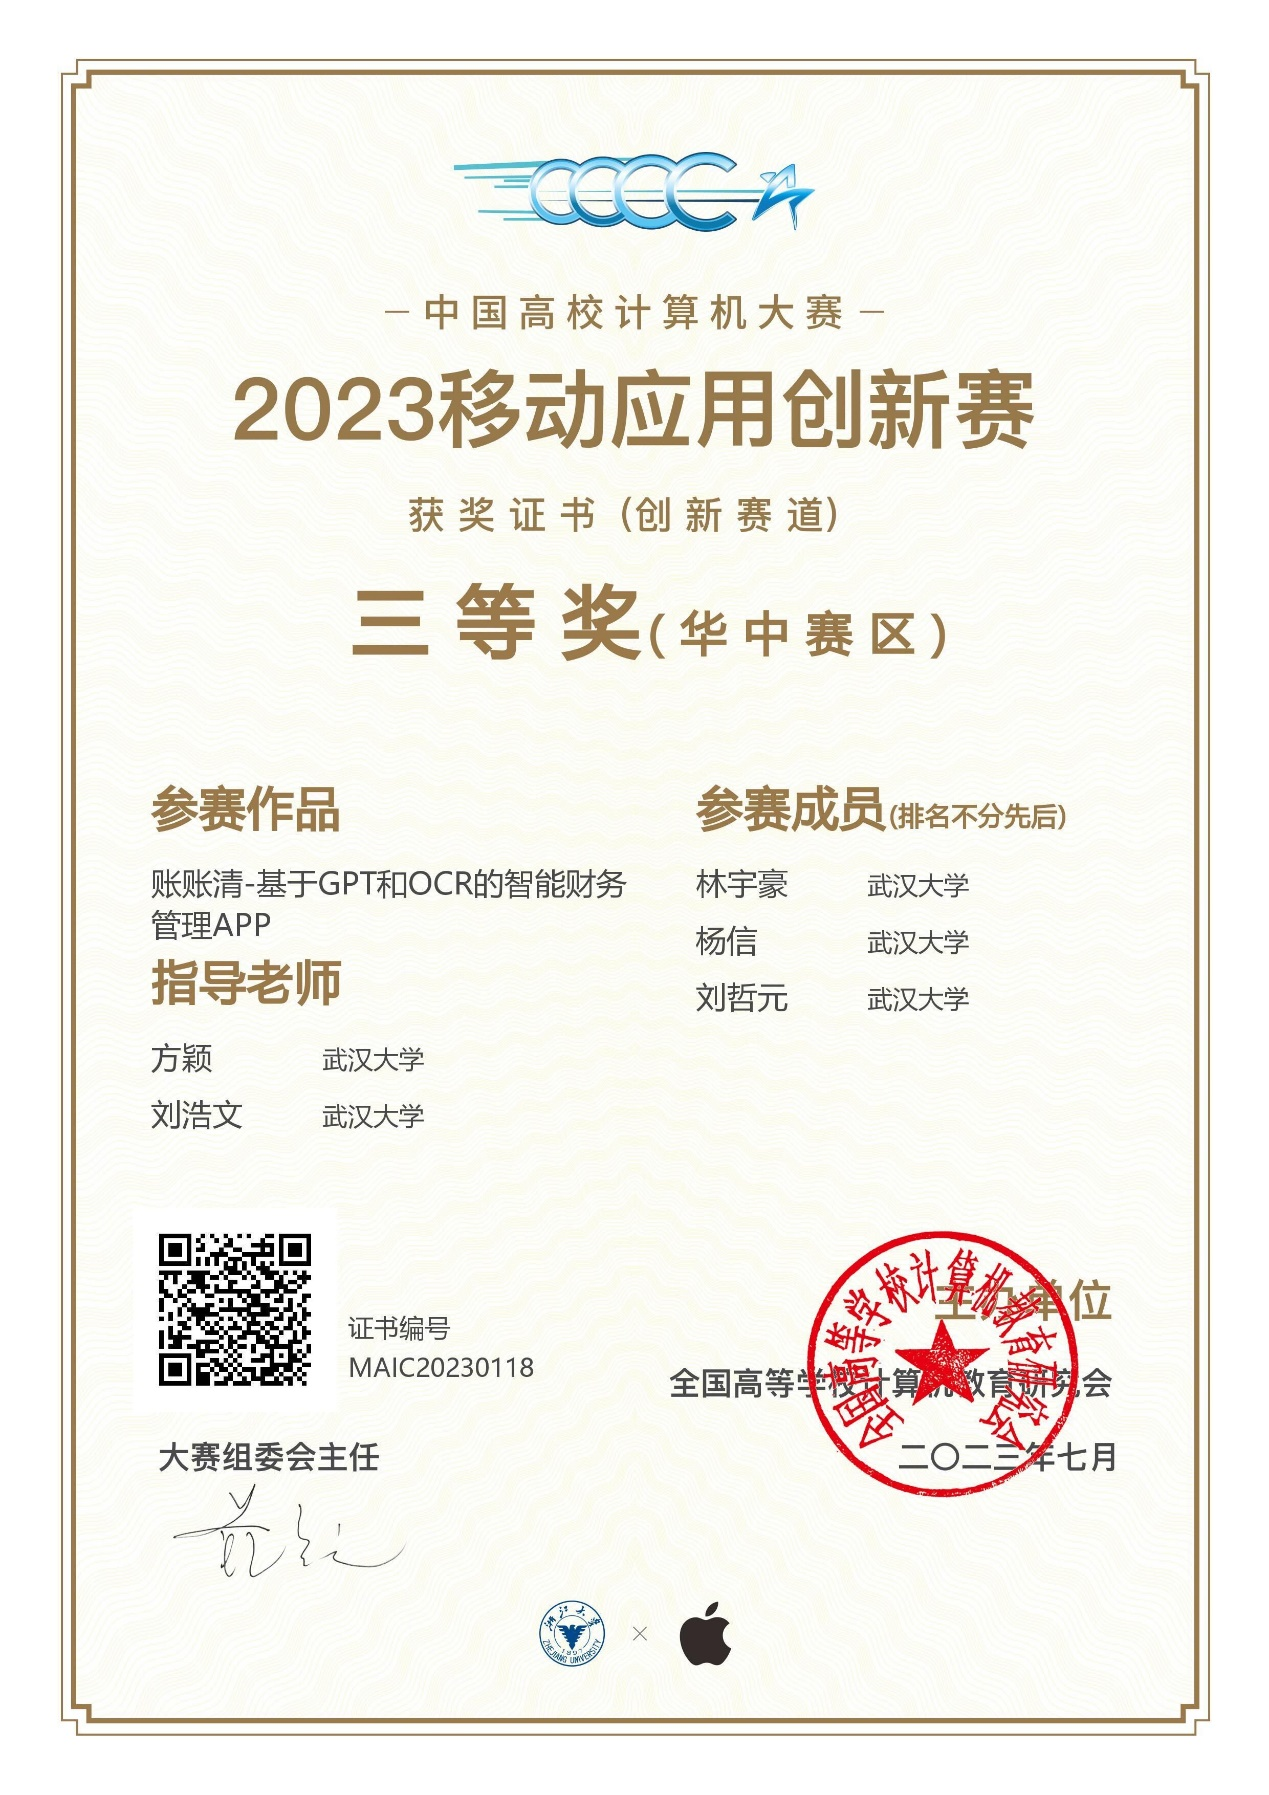 CCCC
中国高校计算机大赛
2023移动应用创新赛
获奖证书(创新赛道)
三等奖(华中赛区)
参赛作品
账账清-基于GPT和OCR的智能财务
管理APP
指导老师
方颖 武汉大学
刘浩文 武汉大学
参赛成员(排名不分先后)
林宇豪 武汉大学
杨信 武汉大学
刘哲元 武汉大学
证书编号
MAIC20230118
大赛组委会主任
主办单位
全国高等学校计算机教育研究会
二〇二三年七月
全国高等学校计算机教育研究会
浙江大学
1897
ZHEJIANG UNIVERSITY
×